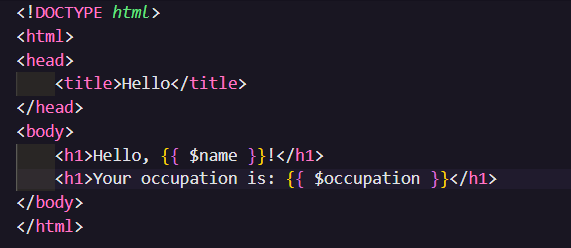 <!DOCTYPE html>
<html>
<head>
    <title>Hello</title>
</head>
<body>
    <h1>Hello, {{ $name }}!</h1>
    <h1>Your occupation is: {{ $occupation }}</h1>
</body>
</html>